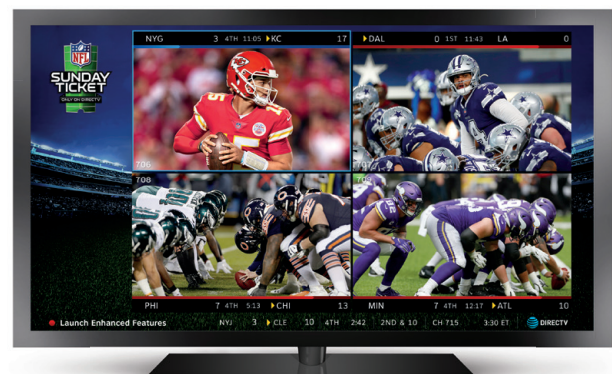 NFL
SUNDAY
TICKET
ONLY ON DIRECTV
NYG 3 4TH 11:05 KC 17
DAL 0 1ST 11:43 LA 0
15
4
706
708
PHI 7 4TH 5:13 CHI 13
MIN 7 4TH 12:17 ATL 10
Launch Enhanced Features
NYJ 3 CLE 10 4TH 2:42 2ND & 10 CH 715 3:30 ET DIRECTV